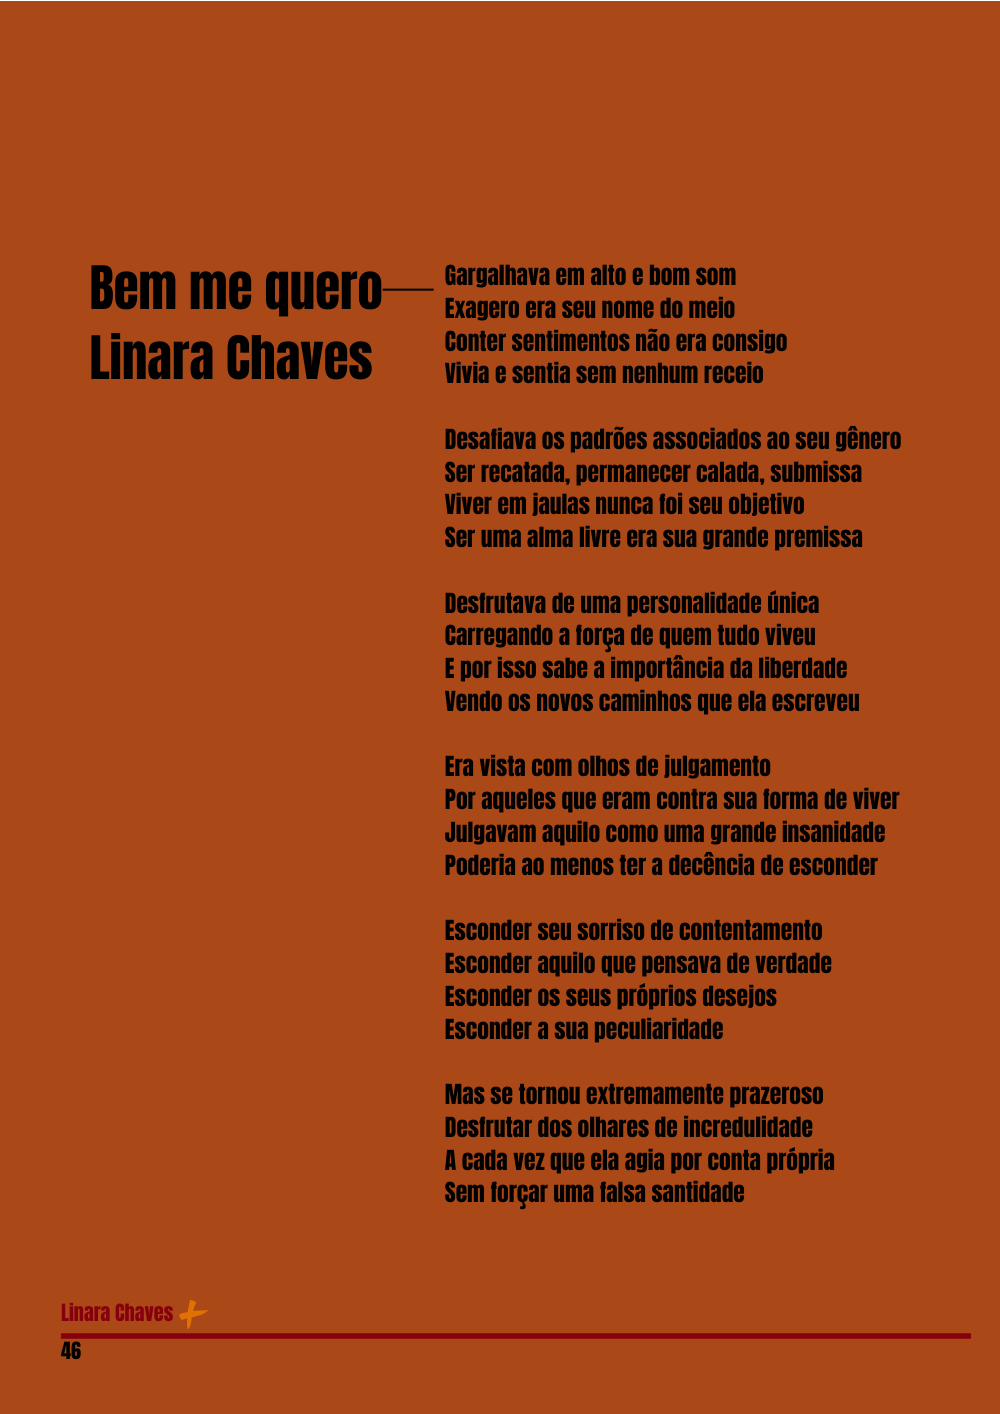 Bem me quero
Linara Chaves
Gargalhava em alto e bom som
Exagero era seu nome do meio
Conter sentimentos não era consigo
Vivia e sentia sem nenhum receio
Desafiava os padrões associados ao seu gênero
Ser recatada, permanecer calada, submissa
Viver em jaulas nunca foi seu objetivo
Ser uma alma livre era sua grande premissa
Desfrutava de uma personalidade única
Carregando a força de quem tudo viveu
E por isso sabe a importância da liberdade
Vendo os novos caminhos que ela escreveu
Era vista com olhos de julgamento
Por aqueles que eram contra sua forma de viver
Julgavam aquilo como uma grande insanidade
Poderia ao menos ter a decência de esconder
Esconder seu sorriso de contentamento
Esconder aquilo que pensava de verdade
Esconder os seus próprios desejos
Esconder a sua peculiaridade
Mas se tornou extremamente prazeroso
Desfrutar dos olhares de incredulidade
A cada vez que ela agia por conta própria
Sem forçar uma falsa santidade
Linara Chaves
46